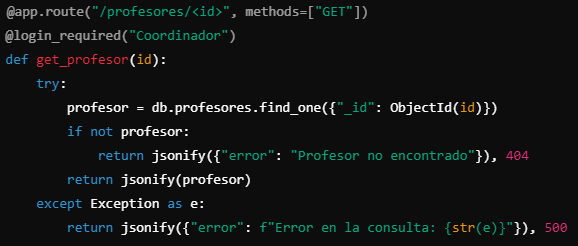 @app.route("/profesores/<id>", methods=["GET"])
@login_required("Coordinador")
def get_profesor(id):
    try:
        profesor = db.profesores.find_one({"_id": ObjectId(id)})
        if not profesor:
            return jsonify({"error": "Profesor no encontrado"}), 404
        return jsonify(profesor)
    except Exception as e:
        return jsonify({"error": f"Error en la consulta: {str(e)}"}), 500